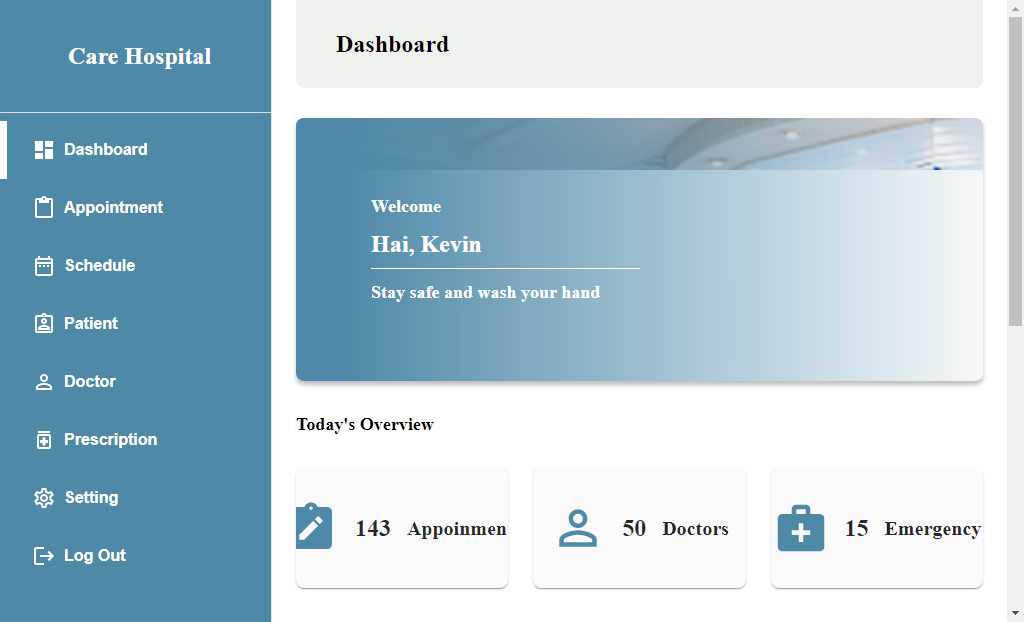 Care Hospital
Dashboard
Appointment
Schedule
Patient
Doctor
Prescription
Setting
Log Out
Dashboard
Welcome
Hai, Kevin
Stay safe and wash your hand
Today's Overview
143 Appoinmen
50 Doctors
15 Emergency